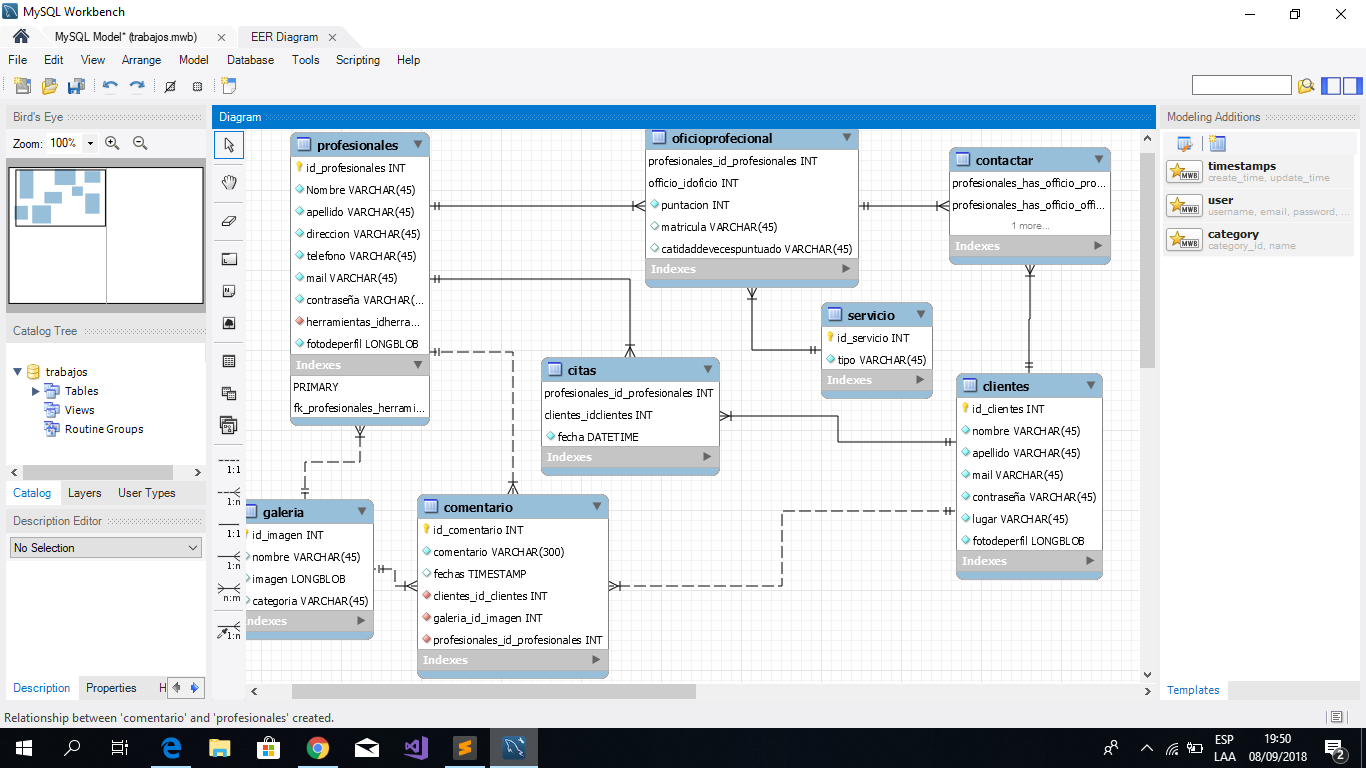 MySQL Workbench
MySQL Model* (trabajos.mwb)
EER Diagram
File Edit View Arrange Model Database Tools Scripting Help
Bird's Eye
Zoom: 100%
Catalog Tree
trabajos
Tables
Views
Routine Groups
Catalog Layers User Types
Description Editor
No Selection
Description Properties H
Diagram
1:1
1:n
1:1
1:n
n:m
1:n
profesionales
id_profesionales INT
Nombre VARCHAR(45)
apellido VARCHAR(45)
direccion VARCHAR(45)
telefono VARCHAR(45)
mail VARCHAR(45)
contraseña VARCHAR(...
herramientas_idherra...
fotodeperfil LONGBLOB
Indexes
PRIMARY
fk_profesionales_herrami...
oficioprofecional
profesionales_id_profesionales INT
officio_idoficio INT
puntacion INT
matricula VARCHAR(45)
catidaddevecespuntuado VARCHAR(45)
Indexes
contactar
profesionales_has_officio_pro...
profesionales_has_officio_offi...
1 more...
Indexes
servicio
id_servicio INT
tipo VARCHAR(45)
Indexes
citas
profesionales_id_profesionales INT
clientes_idclientes INT
fecha DATETIME
Indexes
clientes
id_clientes INT
nombre VARCHAR(45)
apellido VARCHAR(45)
mail VARCHAR(45)
contraseña VARCHAR(45)
lugar VARCHAR(45)
fotodeperfil LONGBLOB
Indexes
galeria
id_imagen INT
nombre VARCHAR(45)
imagen LONGBLOB
categoria VARCHAR(45)
ndexes
comentario
id_comentario INT
comentario VARCHAR(300)
fechas TIMESTAMP
clientes_id_clientes INT
galeria_id_imagen INT
profesionales_id_profesionales INT
Indexes
Modeling Additions
timestamps
create_time, update_time
user
username, email, password, ...
category
category_id, name
MWB
MWB
MWB
Templates
Relationship between 'comentario' and 'profesionales' created.
ESP
LAA
19:50
08/09/2018
2